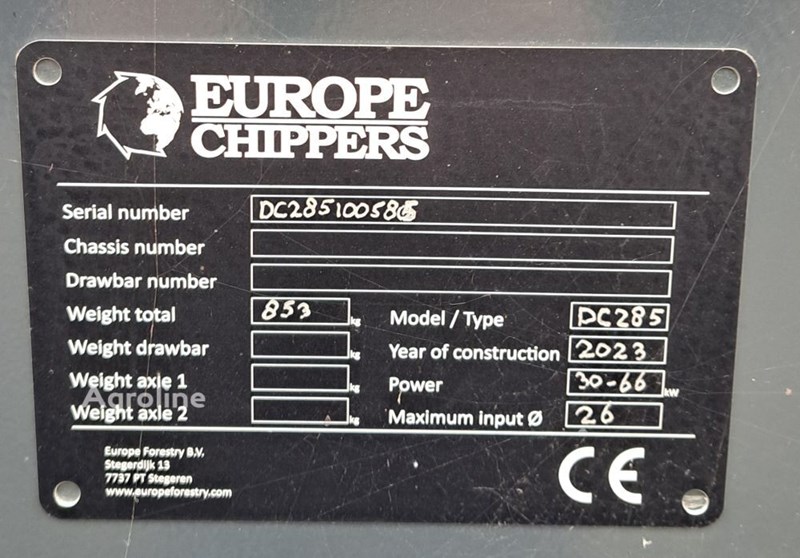 EUROPE
CHIPPERS
Serial number DC28510058
Chassis number
Drawbar number
Weight total 853 kg Model / Type DC285
Weight drawbar kg Year of construction 2023
Weight axle 1 kg Power 30-66 kW
Weight axle 2 kg Maximum input Ø 26
Agroline
Europe Forestry B.V.
Stegerdijk 13
7737 PT Stegeren
www.europeforestry.com
CE